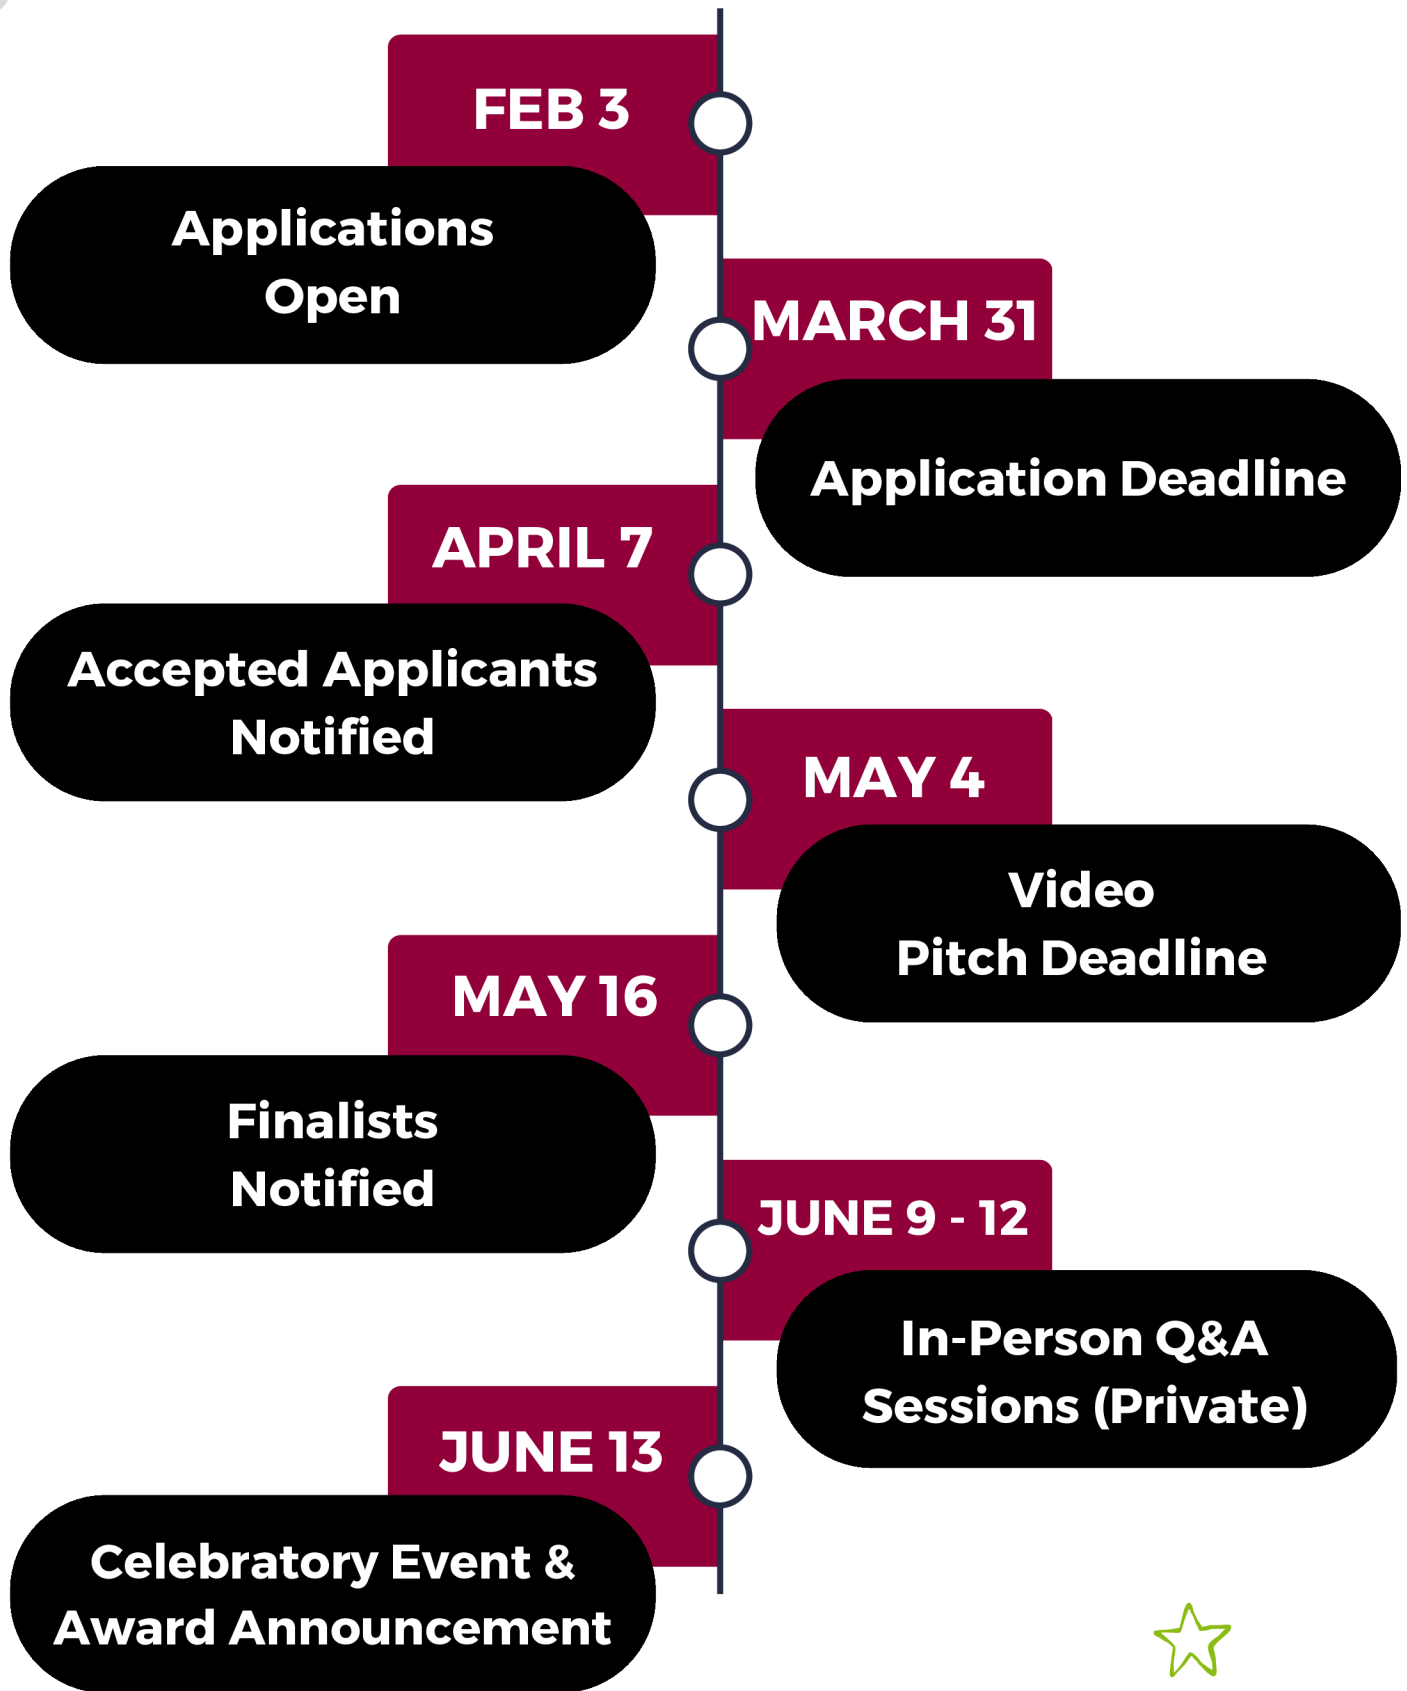 FEB 3
Applications
Open
MARCH 31
Application Deadline
APRIL 7
Accepted Applicants
Notified
MAY 4
Video
Pitch Deadline
MAY 16
Finalists
Notified
JUNE 9 - 12
In-Person Q&A
Sessions (Private)
JUNE 13
Celebratory Event &
Award Announcement